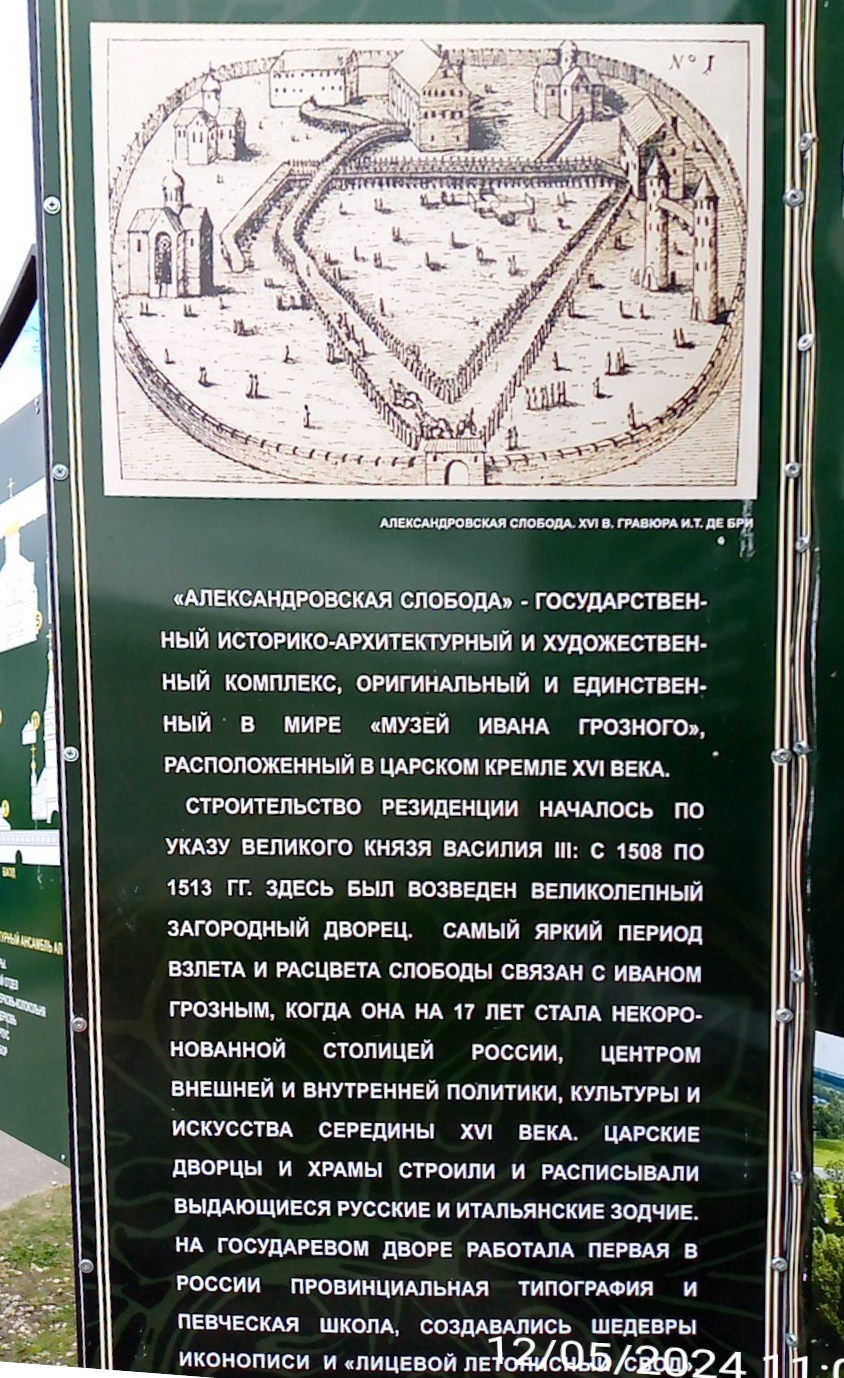 № 1
АЛЕКСАНДРОВСКАЯ СЛОБОДА. XVI В. ГРАВЮРА И.Т. ДЕ БРИ
«АЛЕКСАНДРОВСКАЯ СЛОБОДА» - ГОСУДАРСТВЕН-
НЫЙ ИСТОРИКО-АРХИТЕКТУРНЫЙ И ХУДОЖЕСТВЕН-
НЫЙ КОМПЛЕКС, ОРИГИНАЛЬНЫЙ И ЕДИНСТВЕН-
НЫЙ В МИРЕ «МУЗЕЙ ИВАНА ГРОЗНОГО»,
РАСПОЛОЖЕННЫЙ В ЦАРСКОМ КРЕМЛЕ XVI ВЕКА.
СТРОИТЕЛЬСТВО РЕЗИДЕНЦИИ НАЧАЛОСЬ ПО
УКАЗУ ВЕЛИКОГО КНЯЗЯ ВАСИЛИЯ III: С 1508 ПО
1513 ГГ. ЗДЕСЬ БЫЛ ВОЗВЕДЕН ВЕЛИКОЛЕПНЫЙ
ЗАГОРОДНЫЙ ДВОРЕЦ. САМЫЙ ЯРКИЙ ПЕРИОД
ВЗЛЕТА И РАСЦВЕТА СЛОБОДЫ СВЯЗАН С ИВАНОМ
ГРОЗНЫМ, КОГДА ОНА НА 17 ЛЕТ СТАЛА НЕКОРО-
НОВАННОЙ СТОЛИЦЕЙ РОССИИ, ЦЕНТРОМ
ВНЕШНЕЙ И ВНУТРЕННЕЙ ПОЛИТИКИ, КУЛЬТУРЫ И
ИСКУССТВА СЕРЕДИНЫ XVI ВЕКА. ЦАРСКИЕ
ДВОРЦЫ И ХРАМЫ СТРОИЛИ И РАСПИСЫВАЛИ
ВЫДАЮЩИЕСЯ РУССКИЕ И ИТАЛЬЯНСКИЕ ЗОДЧИЕ.
НА ГОСУДАРЕВОМ ДВОРЕ РАБОТАЛА ПЕРВАЯ В
РОССИИ ПРОВИНЦИАЛЬНАЯ ТИПОГРАФИЯ И
ПЕВЧЕСКАЯ ШКОЛА, СОЗДАВАЛИСЬ ШЕДЕВРЫ
ИКОНОПИСИ И «ЛИЦЕВОЙ ЛЕТОПИСНЫЙ СВОД»,
12/05/2024